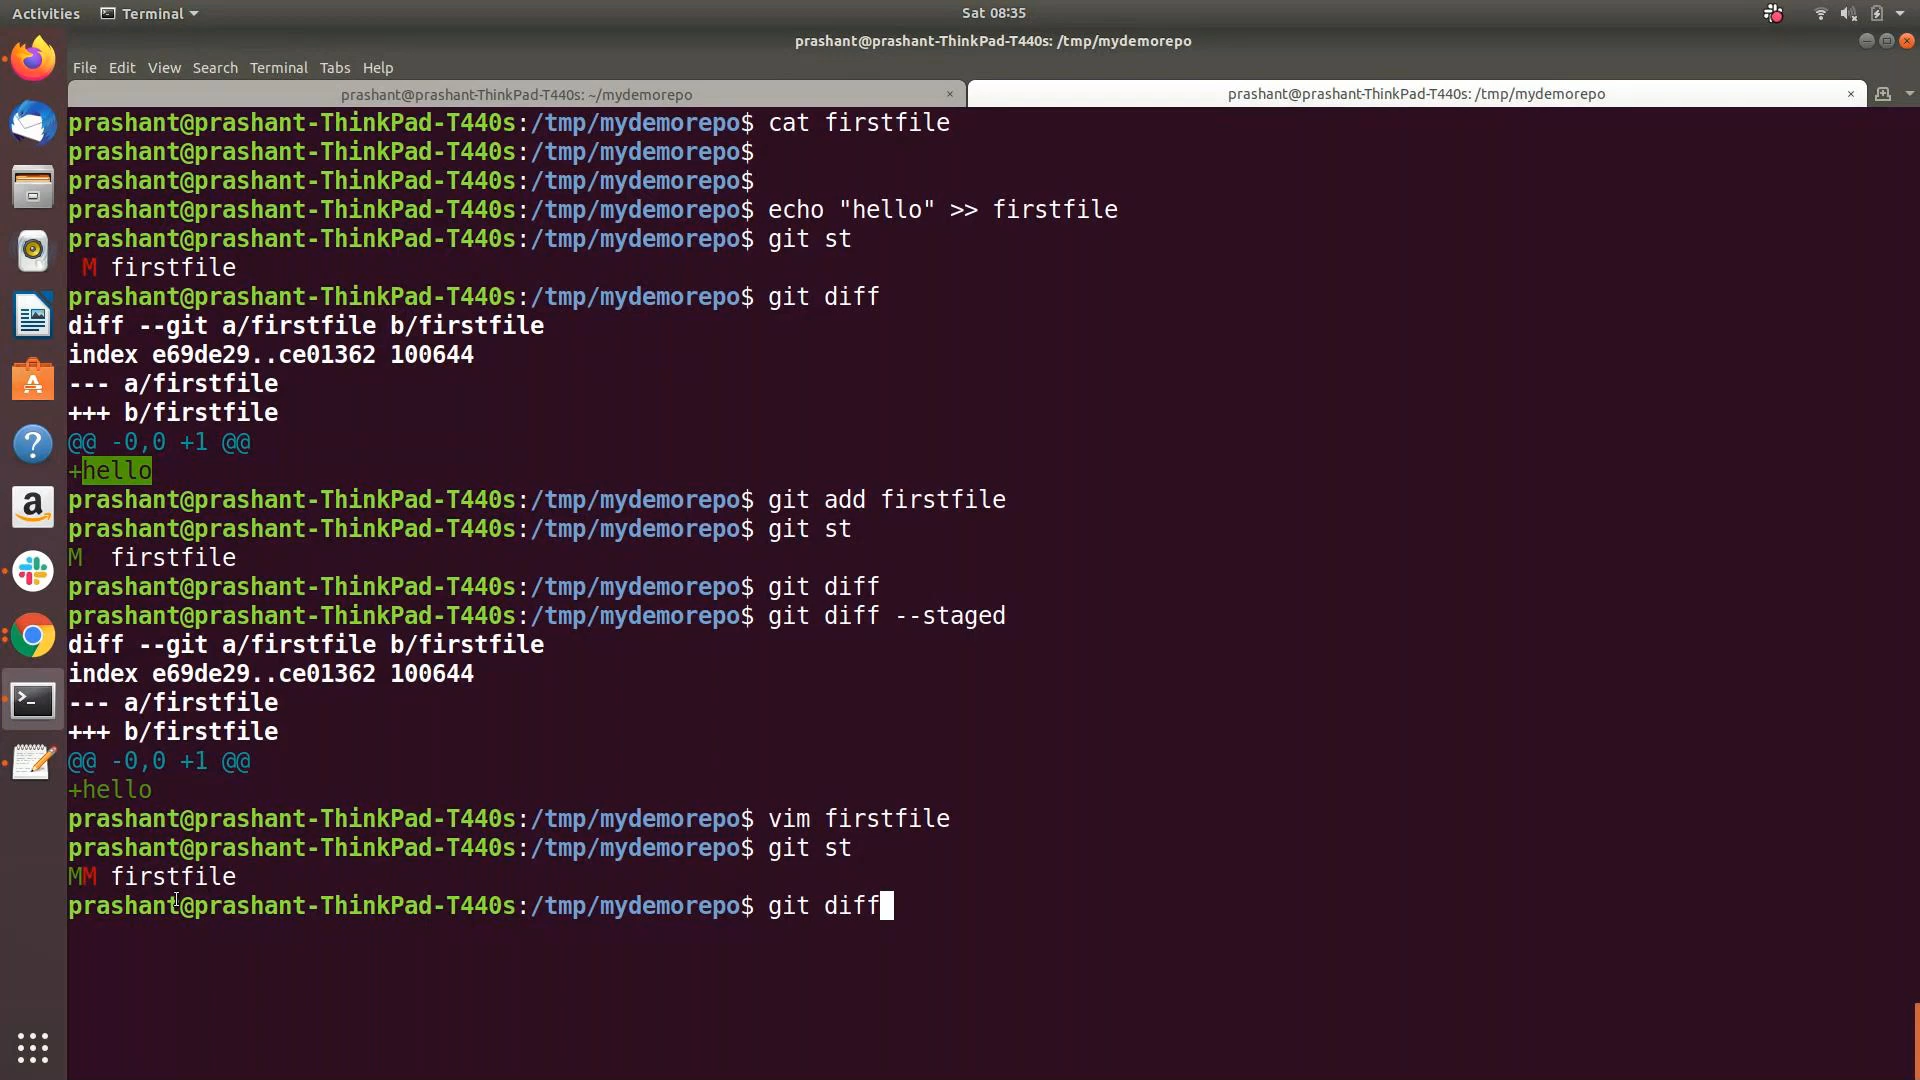 Activities Terminal Sat 08:35
prashant@prashant-ThinkPad-T440s: /tmp/mydemorepo
File Edit View Search Terminal Tabs Help
prashant@prashant-ThinkPad-T440s: ~/mydemorepo × prashant@prashant-ThinkPad-T440s: /tmp/mydemorepo ×
prashant@prashant-ThinkPad-T440s:/tmp/mydemorepo$ cat firstfile
prashant@prashant-ThinkPad-T440s:/tmp/mydemorepo$
prashant@prashant-ThinkPad-T440s:/tmp/mydemorepo$
prashant@prashant-ThinkPad-T440s:/tmp/mydemorepo$ echo "hello" >> firstfile
prashant@prashant-ThinkPad-T440s:/tmp/mydemorepo$ git st
 M firstfile
prashant@prashant-ThinkPad-T440s:/tmp/mydemorepo$ git diff
diff --git a/firstfile b/firstfile
index e69de29..ce01362 100644
--- a/firstfile
+++ b/firstfile
@@ -0,0 +1 @@
+hello
prashant@prashant-ThinkPad-T440s:/tmp/mydemorepo$ git add firstfile
prashant@prashant-ThinkPad-T440s:/tmp/mydemorepo$ git st
M  firstfile
prashant@prashant-ThinkPad-T440s:/tmp/mydemorepo$ git diff
prashant@prashant-ThinkPad-T440s:/tmp/mydemorepo$ git diff --staged
diff --git a/firstfile b/firstfile
index e69de29..ce01362 100644
--- a/firstfile
+++ b/firstfile
@@ -0,0 +1 @@
+hello
prashant@prashant-ThinkPad-T440s:/tmp/mydemorepo$ vim firstfile
prashant@prashant-ThinkPad-T440s:/tmp/mydemorepo$ git st
MM firstfile
prashant@prashant-ThinkPad-T440s:/tmp/mydemorepo$ git diff